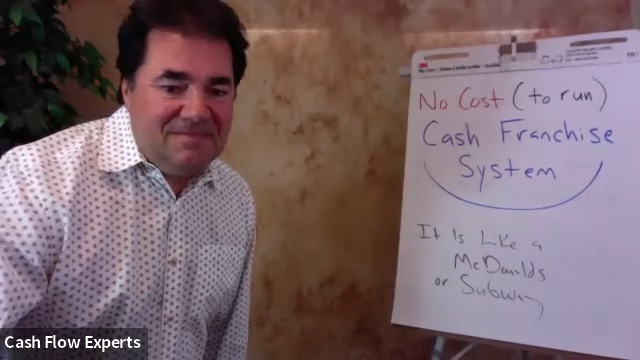 No Cost (to run)
Cash Franchise
System
It Is Like a
McDonalds
or Subway
Cash Flow Experts